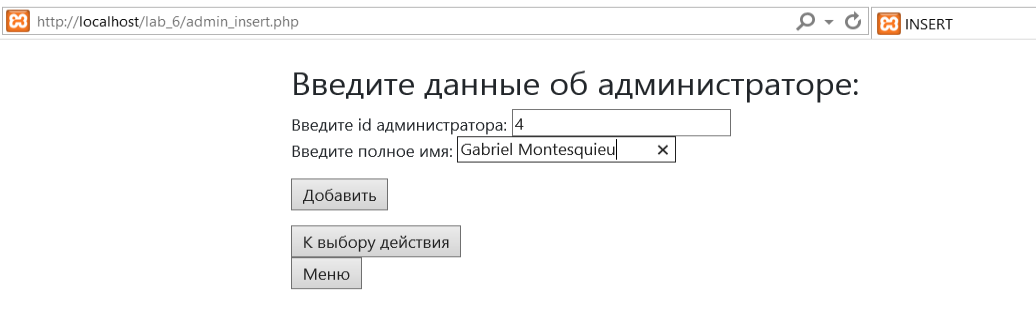 http://localhost/lab_6/admin_insert.php INSERT
Введите данные об администраторе:
Введите id администратора: 4
Введите полное имя: Gabriel Montesquieu
Добавить
К выбору действия
Меню